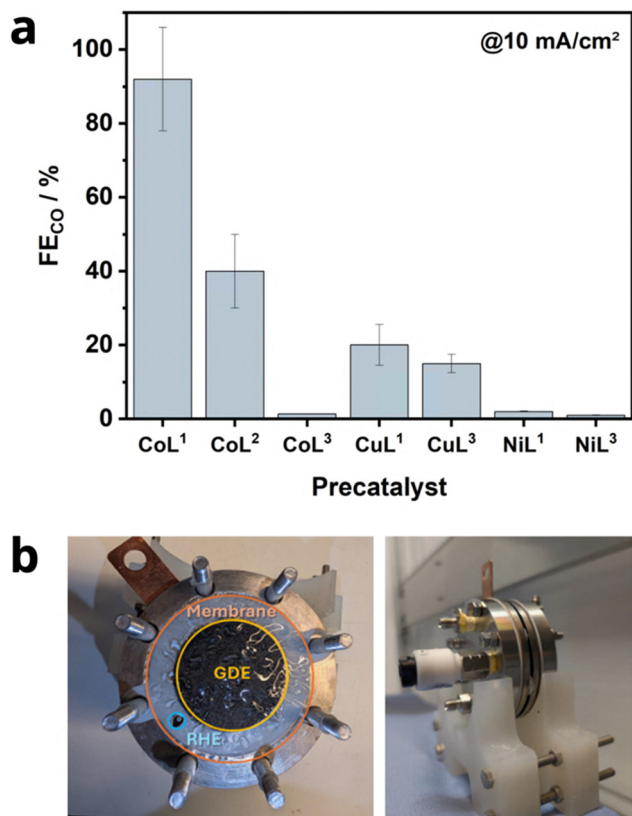 a
@10 mA/cm²
FE_CO / %
100
80
60
40
20
0
CoL¹ CoL² CoL³ CuL¹ CuL³ NiL¹ NiL³
Precatalyst
b
Membrane
GDE
RHE